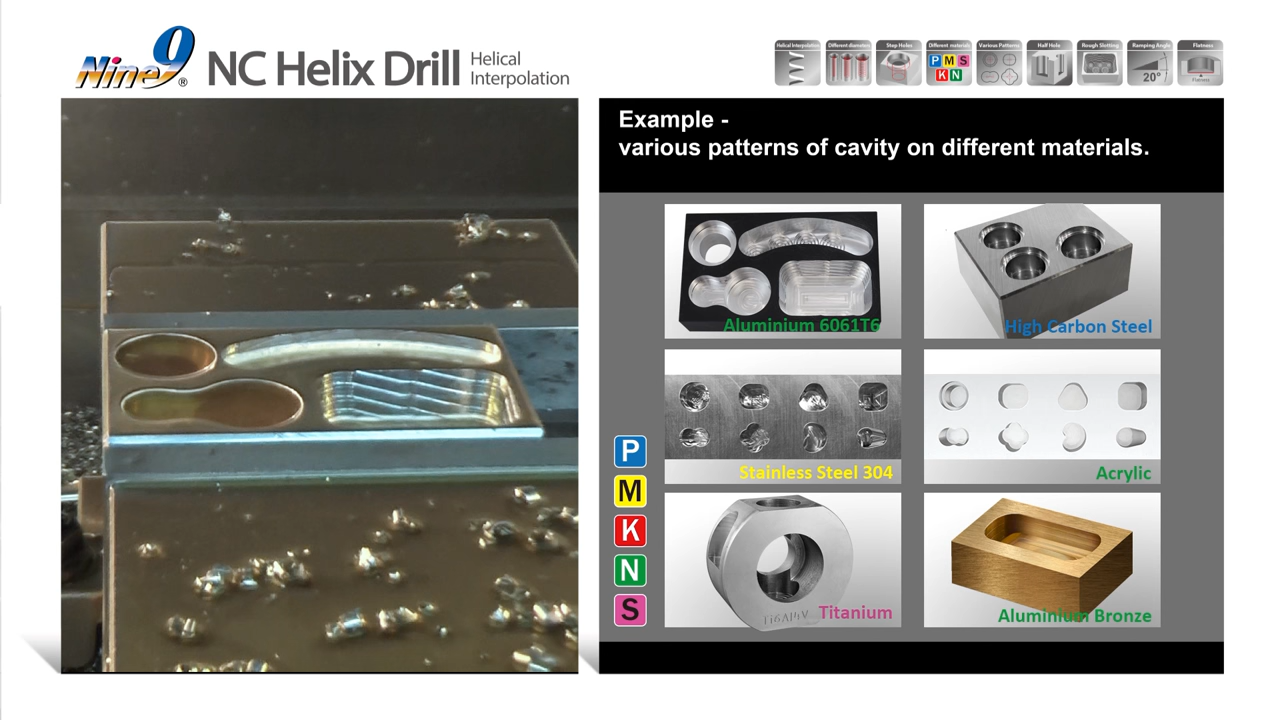 Nine9®
NC Helix Drill
Helical
Interpolation
Helical Interpolation
Different diameters
Step Holes
Different materials
P M S
K N
Various Patterns
Half Hole
Rough Slotting
Ramping Angle
20°
Flatness
Flatness
Example -
various patterns of cavity on different materials.
Aluminium 6061T6
High Carbon Steel
Stainless Steel 304
Acrylic
Ti6Al4V
Titanium
Aluminium Bronze
P
M
K
N
S